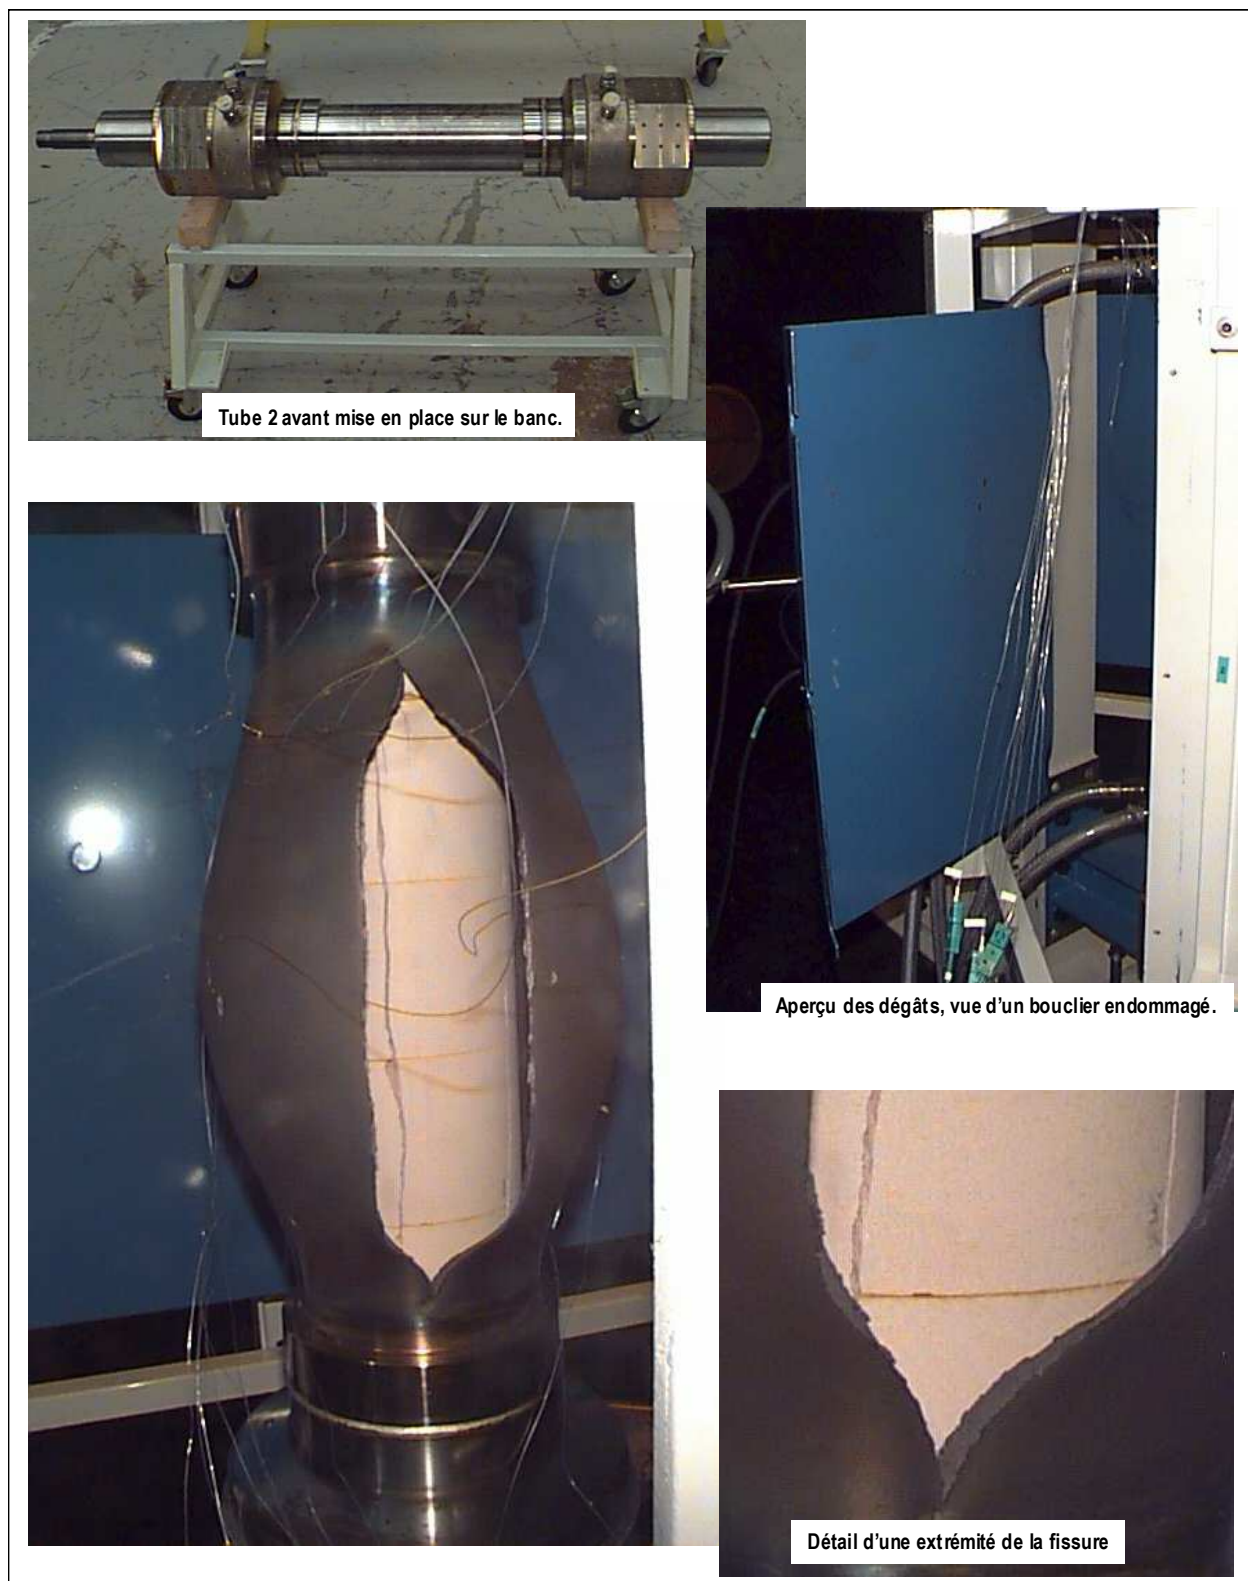 Tube 2 avant mise en place sur le banc.
Aperçu des dégâts, vue d'un bouclier endommagé.
Détail d'une extrémité de la fissure